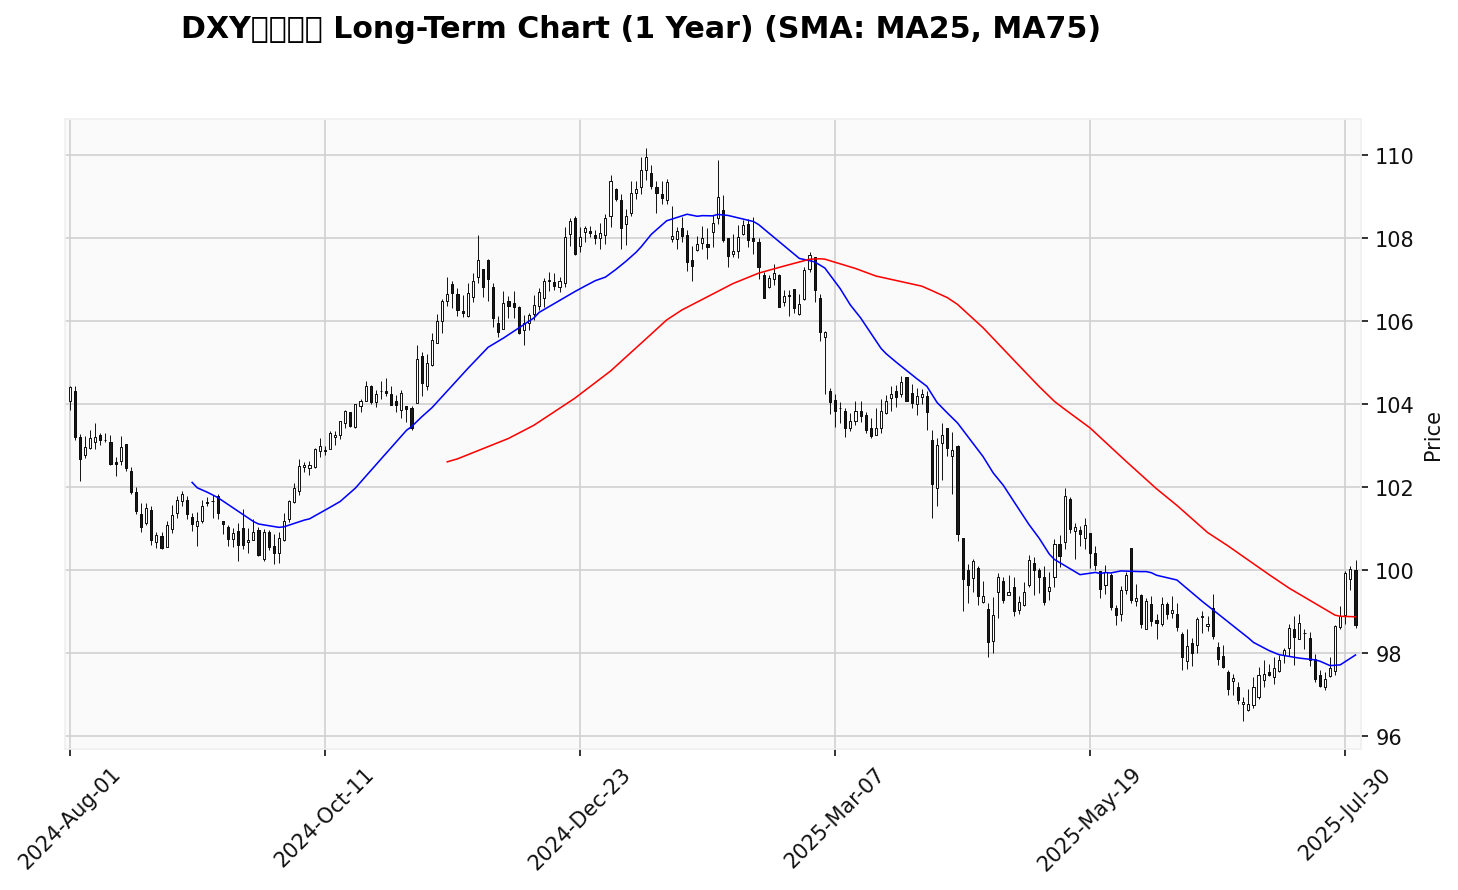 DXY Long-Term Chart (1 Year) (SMA: MA25, MA75)
110
108
106
104
102
100
98
96
Price
2024-Aug-01
2024-Oct-11
2024-Dec-23
2025-Mar-07
2025-May-19
2025-Jul-30